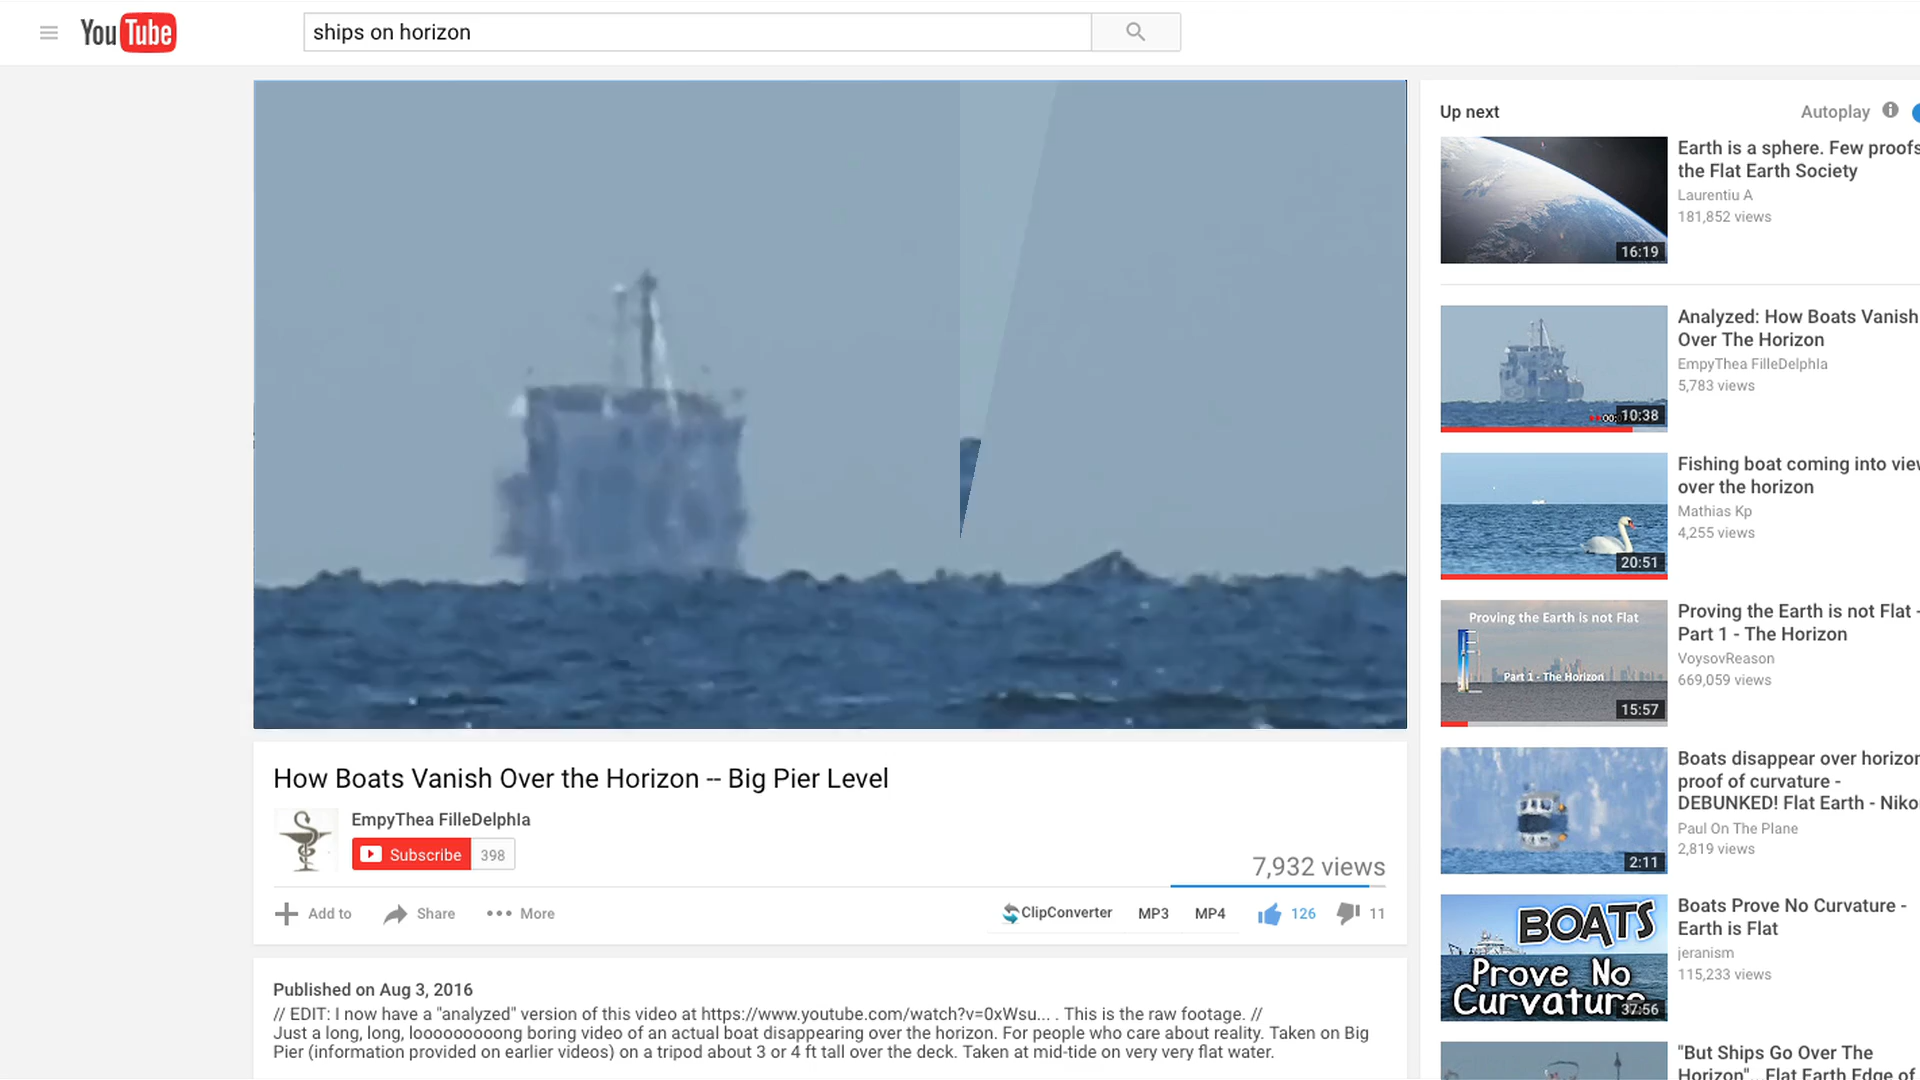 YouTube
ships on horizon
Up next
Autoplay
Earth is a sphere. Few proofs
the Flat Earth Society
Laurentiu A
181,852 views
16:19
Analyzed: How Boats Vanish
Over The Horizon
EmpyThea FilleDelphIa
5,783 views
10:38
Fishing boat coming into view
over the horizon
Mathias Kp
4,255 views
20:51
Proving the Earth is not Flat
Part 1 - The Horizon
15:57
Proving the Earth is not Flat -
Part 1 - The Horizon
VoysovReason
669,059 views
Boats disappear over horizon
proof of curvature -
DEBUNKED! Flat Earth - Niko
Paul On The Plane
2,819 views
2:11
BOATS
Prove No
Curvature
37:56
Boats Prove No Curvature -
Earth is Flat
jeranism
115,233 views
"But Ships Go Over The
Horizon"...Flat Earth Edge of
How Boats Vanish Over the Horizon -- Big Pier Level
EmpyThea FilleDelphIa
Subscribe 398
7,932 views
Add to Share More
ClipConverter MP3 MP4 126 11
Published on Aug 3, 2016
// EDIT: I now have a "analyzed" version of this video at https://www.youtube.com/watch?v=0xWsu... . This is the raw footage. //
Just a long, long, looooooooong boring video of an actual boat disappearing over the horizon. For people who care about reality. Taken on Big
Pier (information provided on earlier videos) on a tripod about 3 or 4 ft tall over the deck. Taken at mid-tide on very very flat water.